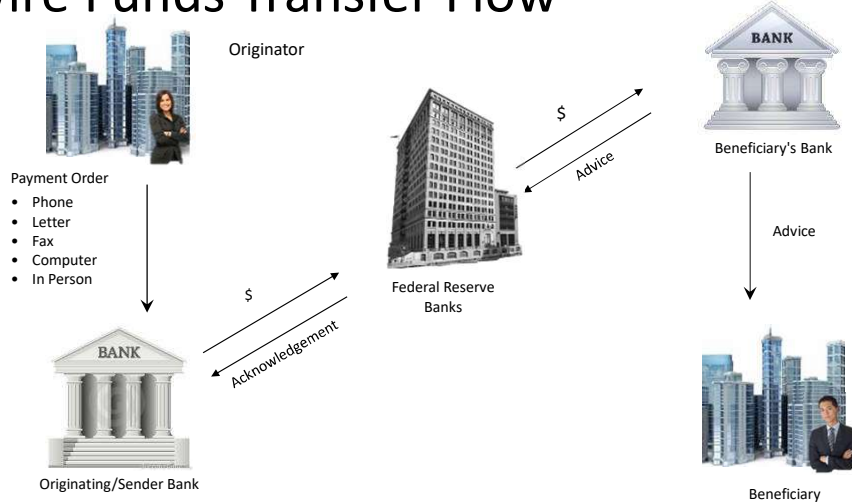 Wire Funds Transfer Flow
Originator
BANK
$
Advice
Beneficiary's Bank
Payment Order
• Phone
• Letter
• Fax
• Computer
• In Person
Advice
Federal Reserve
Banks
$
Acknowledgement
BANK
Originating/Sender Bank
Beneficiary